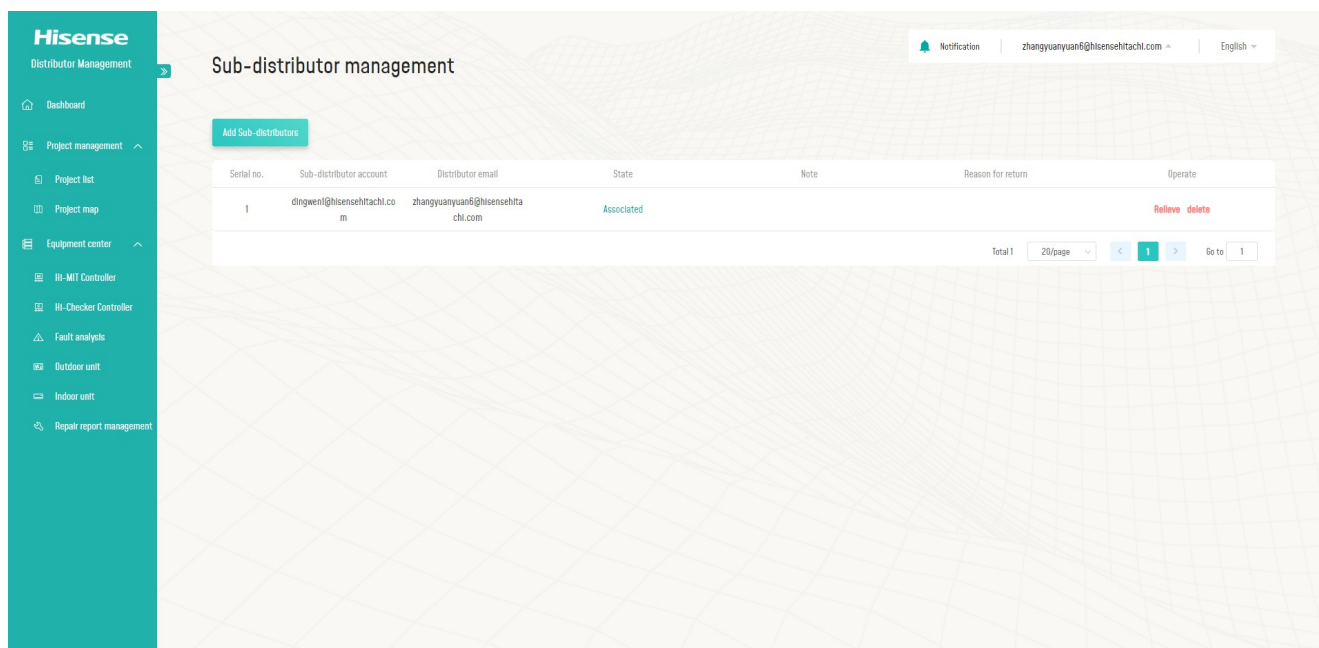 Hisense
Distributor Management
Dashboard
Project management
Project list
Project map
Equipment center
Hi-MIT Controller
Hi-Checker Controller
Fault analysis
Outdoor unit
Indoor unit
Repair report management
Notification
zhangyuanyuan6@hisensehitachi.com
English
Sub-distributor management
Add Sub-distributors
Serial no. Sub-distributor account Distributor email State Note Reason for return Operate
1 dingwen1@hisensehitachi.co zhangyuanyuan6@hisensehita Associated Relieve delete
m chi.com
Total 1 20/page < 1 > Go to 1